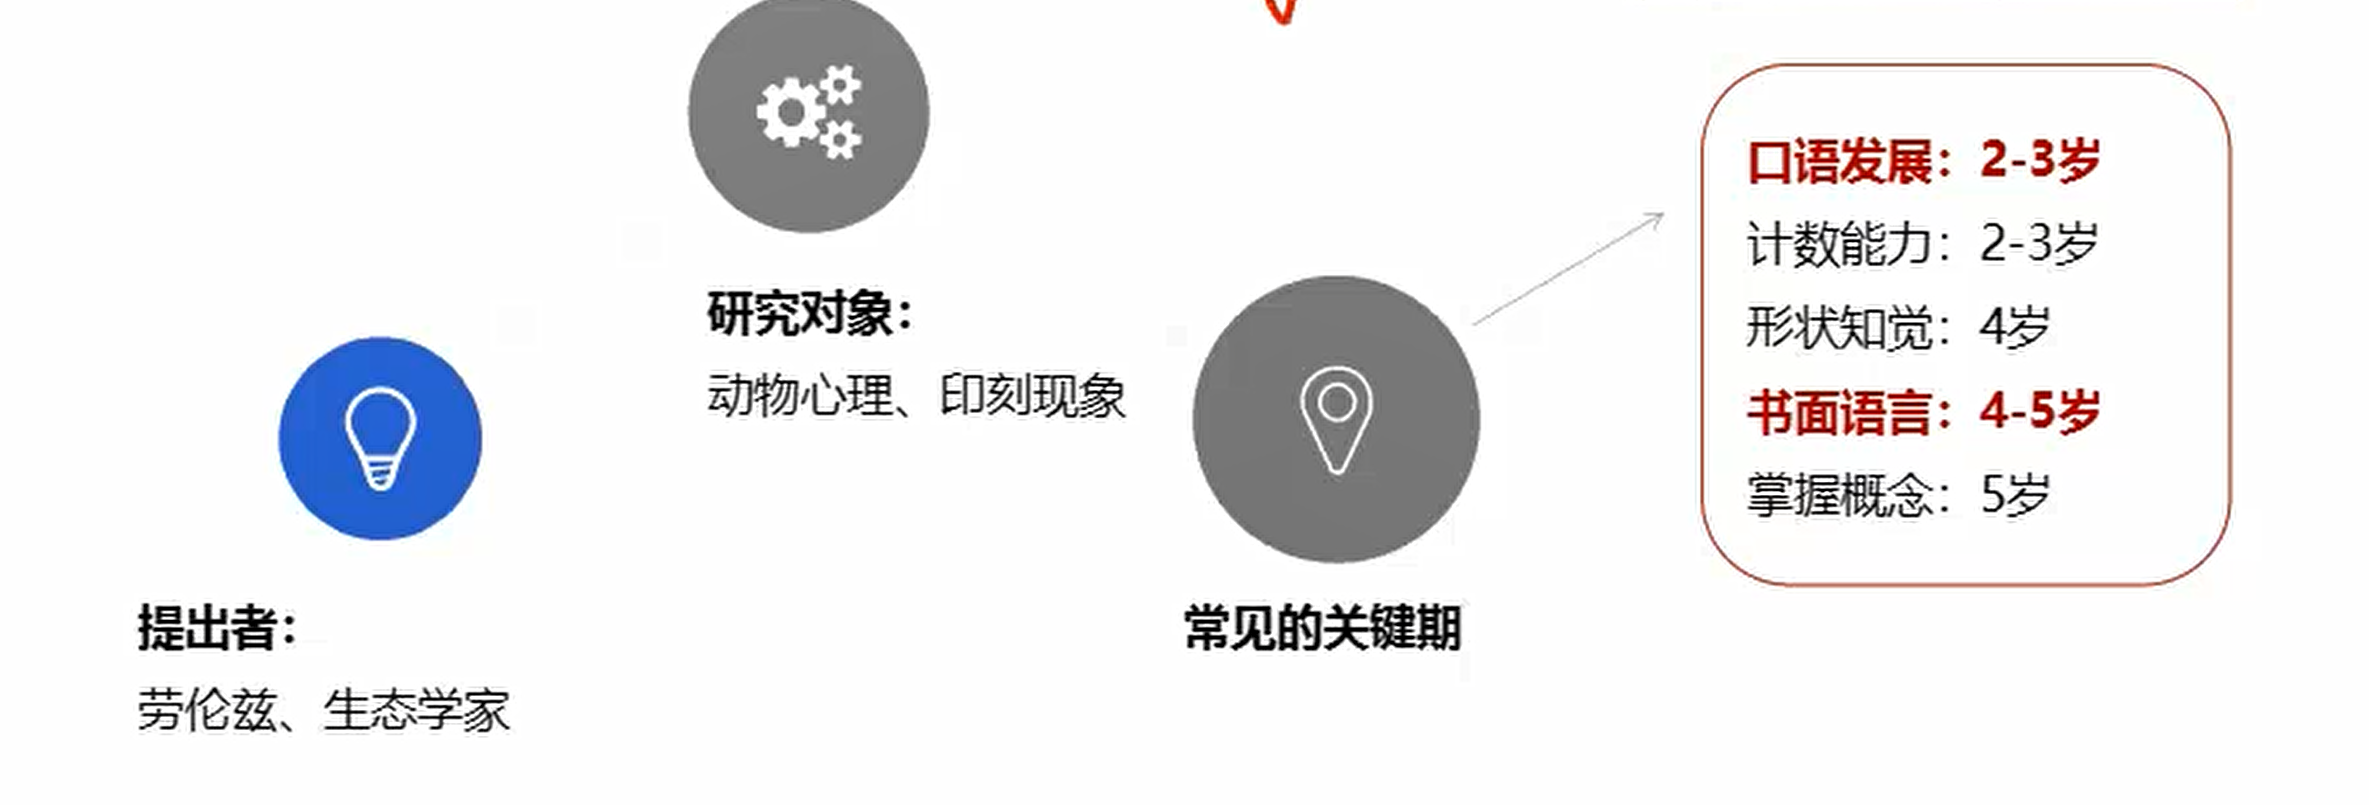 研究对象：
动物心理、印刻现象
提出者：
劳伦兹、生态学家
常见的关键期
口语发展：2-3岁
计数能力：2-3岁
形状知觉：4岁
书面语言：4-5岁
掌握概念：5岁